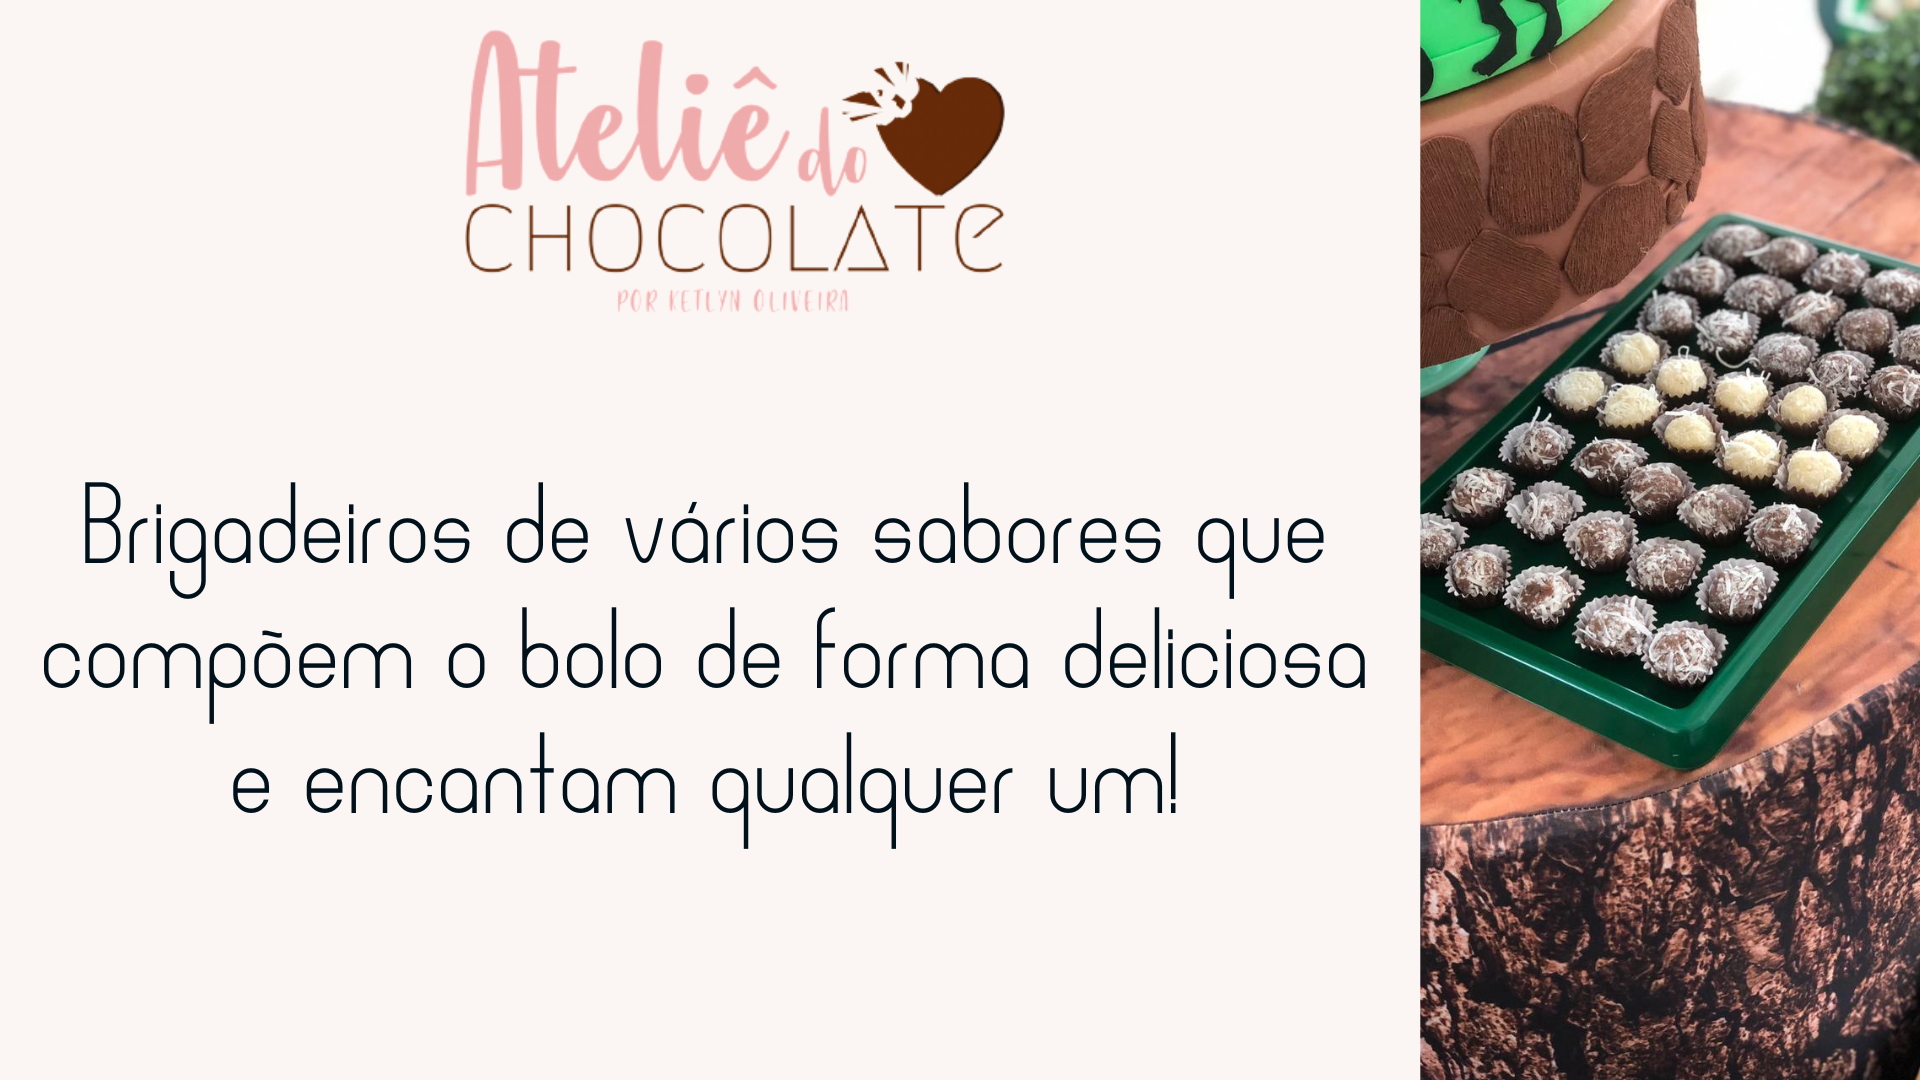 Ateliê do
CHOCOLATE
POR KETLYN OLIVEIRA
Brigadeiros de vários sabores que
compõem o bolo de forma deliciosa
e encantam qualquer um!